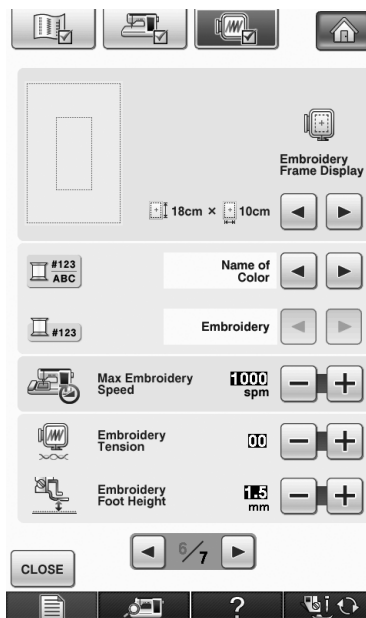 Embroidery
Frame Display
18cm × 10cm
#123
ABC
Name of
Color
#123
Embroidery
Max Embroidery
Speed
1000
spm
Embroidery
Tension
00
Embroidery
Foot Height
1.5
mm
CLOSE
6/7
?